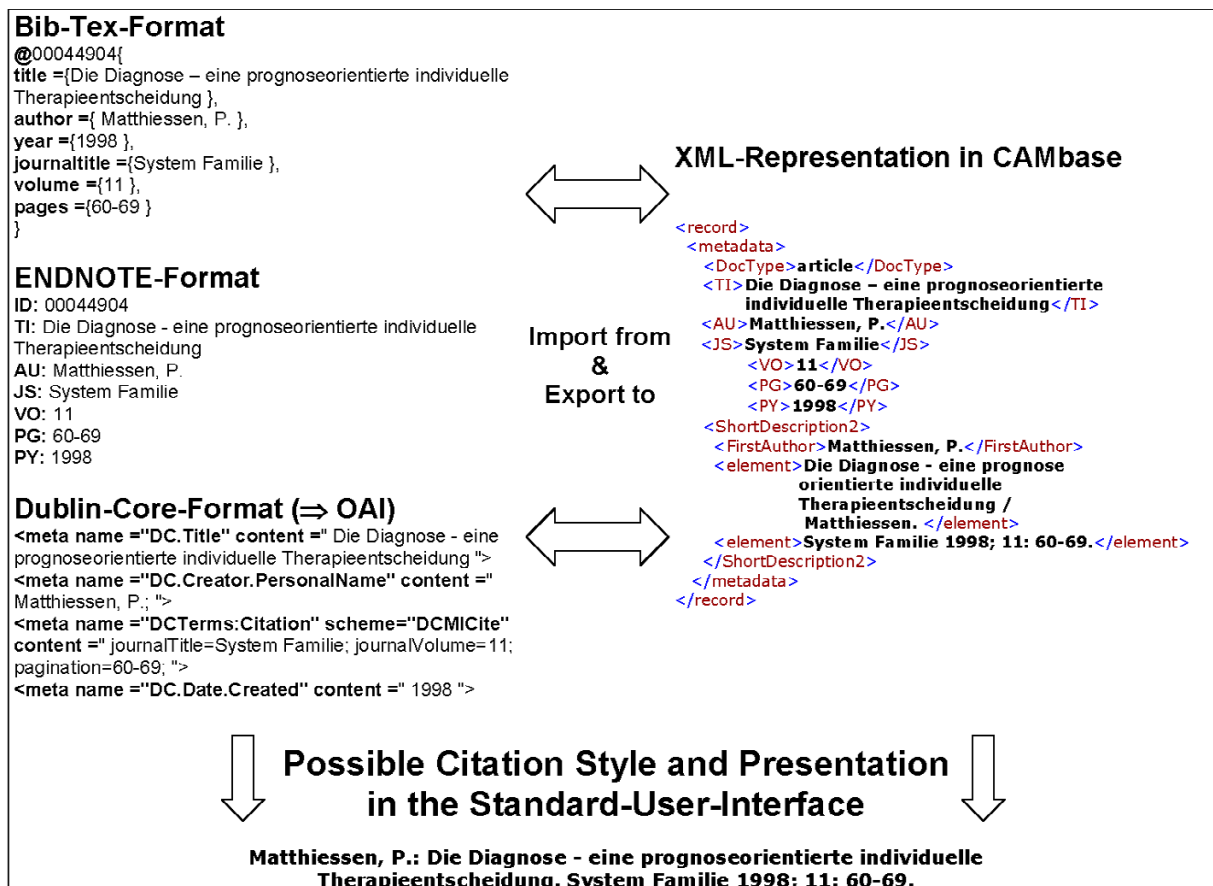 Bib-Tex-Format
@00044904{
title ={Die Diagnose – eine prognoseorientierte individuelle
Therapieentscheidung },
author ={ Matthiessen, P. },
year ={1998 },
journaltitle ={System Familie },
volume ={11 },
pages ={60-69 }
}
ENDNOTE-Format
ID: 00044904
TI: Die Diagnose - eine prognoseorientierte individuelle
Therapieentscheidung
AU: Matthiessen, P.
JS: System Familie
VO: 11
PG: 60-69
PY: 1998
Dublin-Core-Format (⇒ OAI)
<meta name ="DC.Title" content =" Die Diagnose - eine
prognoseorientierte individuelle Therapieentscheidung ">
<meta name ="DC.Creator.PersonalName" content ="
Matthiessen, P.; ">
<meta name ="DCTerms:Citation" scheme="DCMICite"
content =" journalTitle=System Familie; journalVolume=11;
pagination=60-69; ">
<meta name ="DC.Date.Created" content =" 1998 ">
Import from
&
Export to
XML-Representation in CAMbase
<record>
<metadata>
<DocType>article</DocType>
<TI>Die Diagnose – eine prognoseorientierte
individuelle Therapieentscheidung</TI>
<AU>Matthiessen, P.</AU>
<JS>System Familie</JS>
<VO>11</VO>
<PG>60-69</PG>
<PY>1998</PY>
<ShortDescription2>
<FirstAuthor>Matthiessen, P.</FirstAuthor>
<element>Die Diagnose - eine prognose
orientierte individuelle
Therapieentscheidung /
Matthiessen. </element>
<element>System Familie 1998; 11: 60-69.</element>
</ShortDescription2>
</metadata>
</record>
Possible Citation Style and Presentation
in the Standard-User-Interface
Matthiessen, P.: Die Diagnose - eine prognoseorientierte individuelle
Therapieentscheidung. System Familie 1998; 11: 60-69.